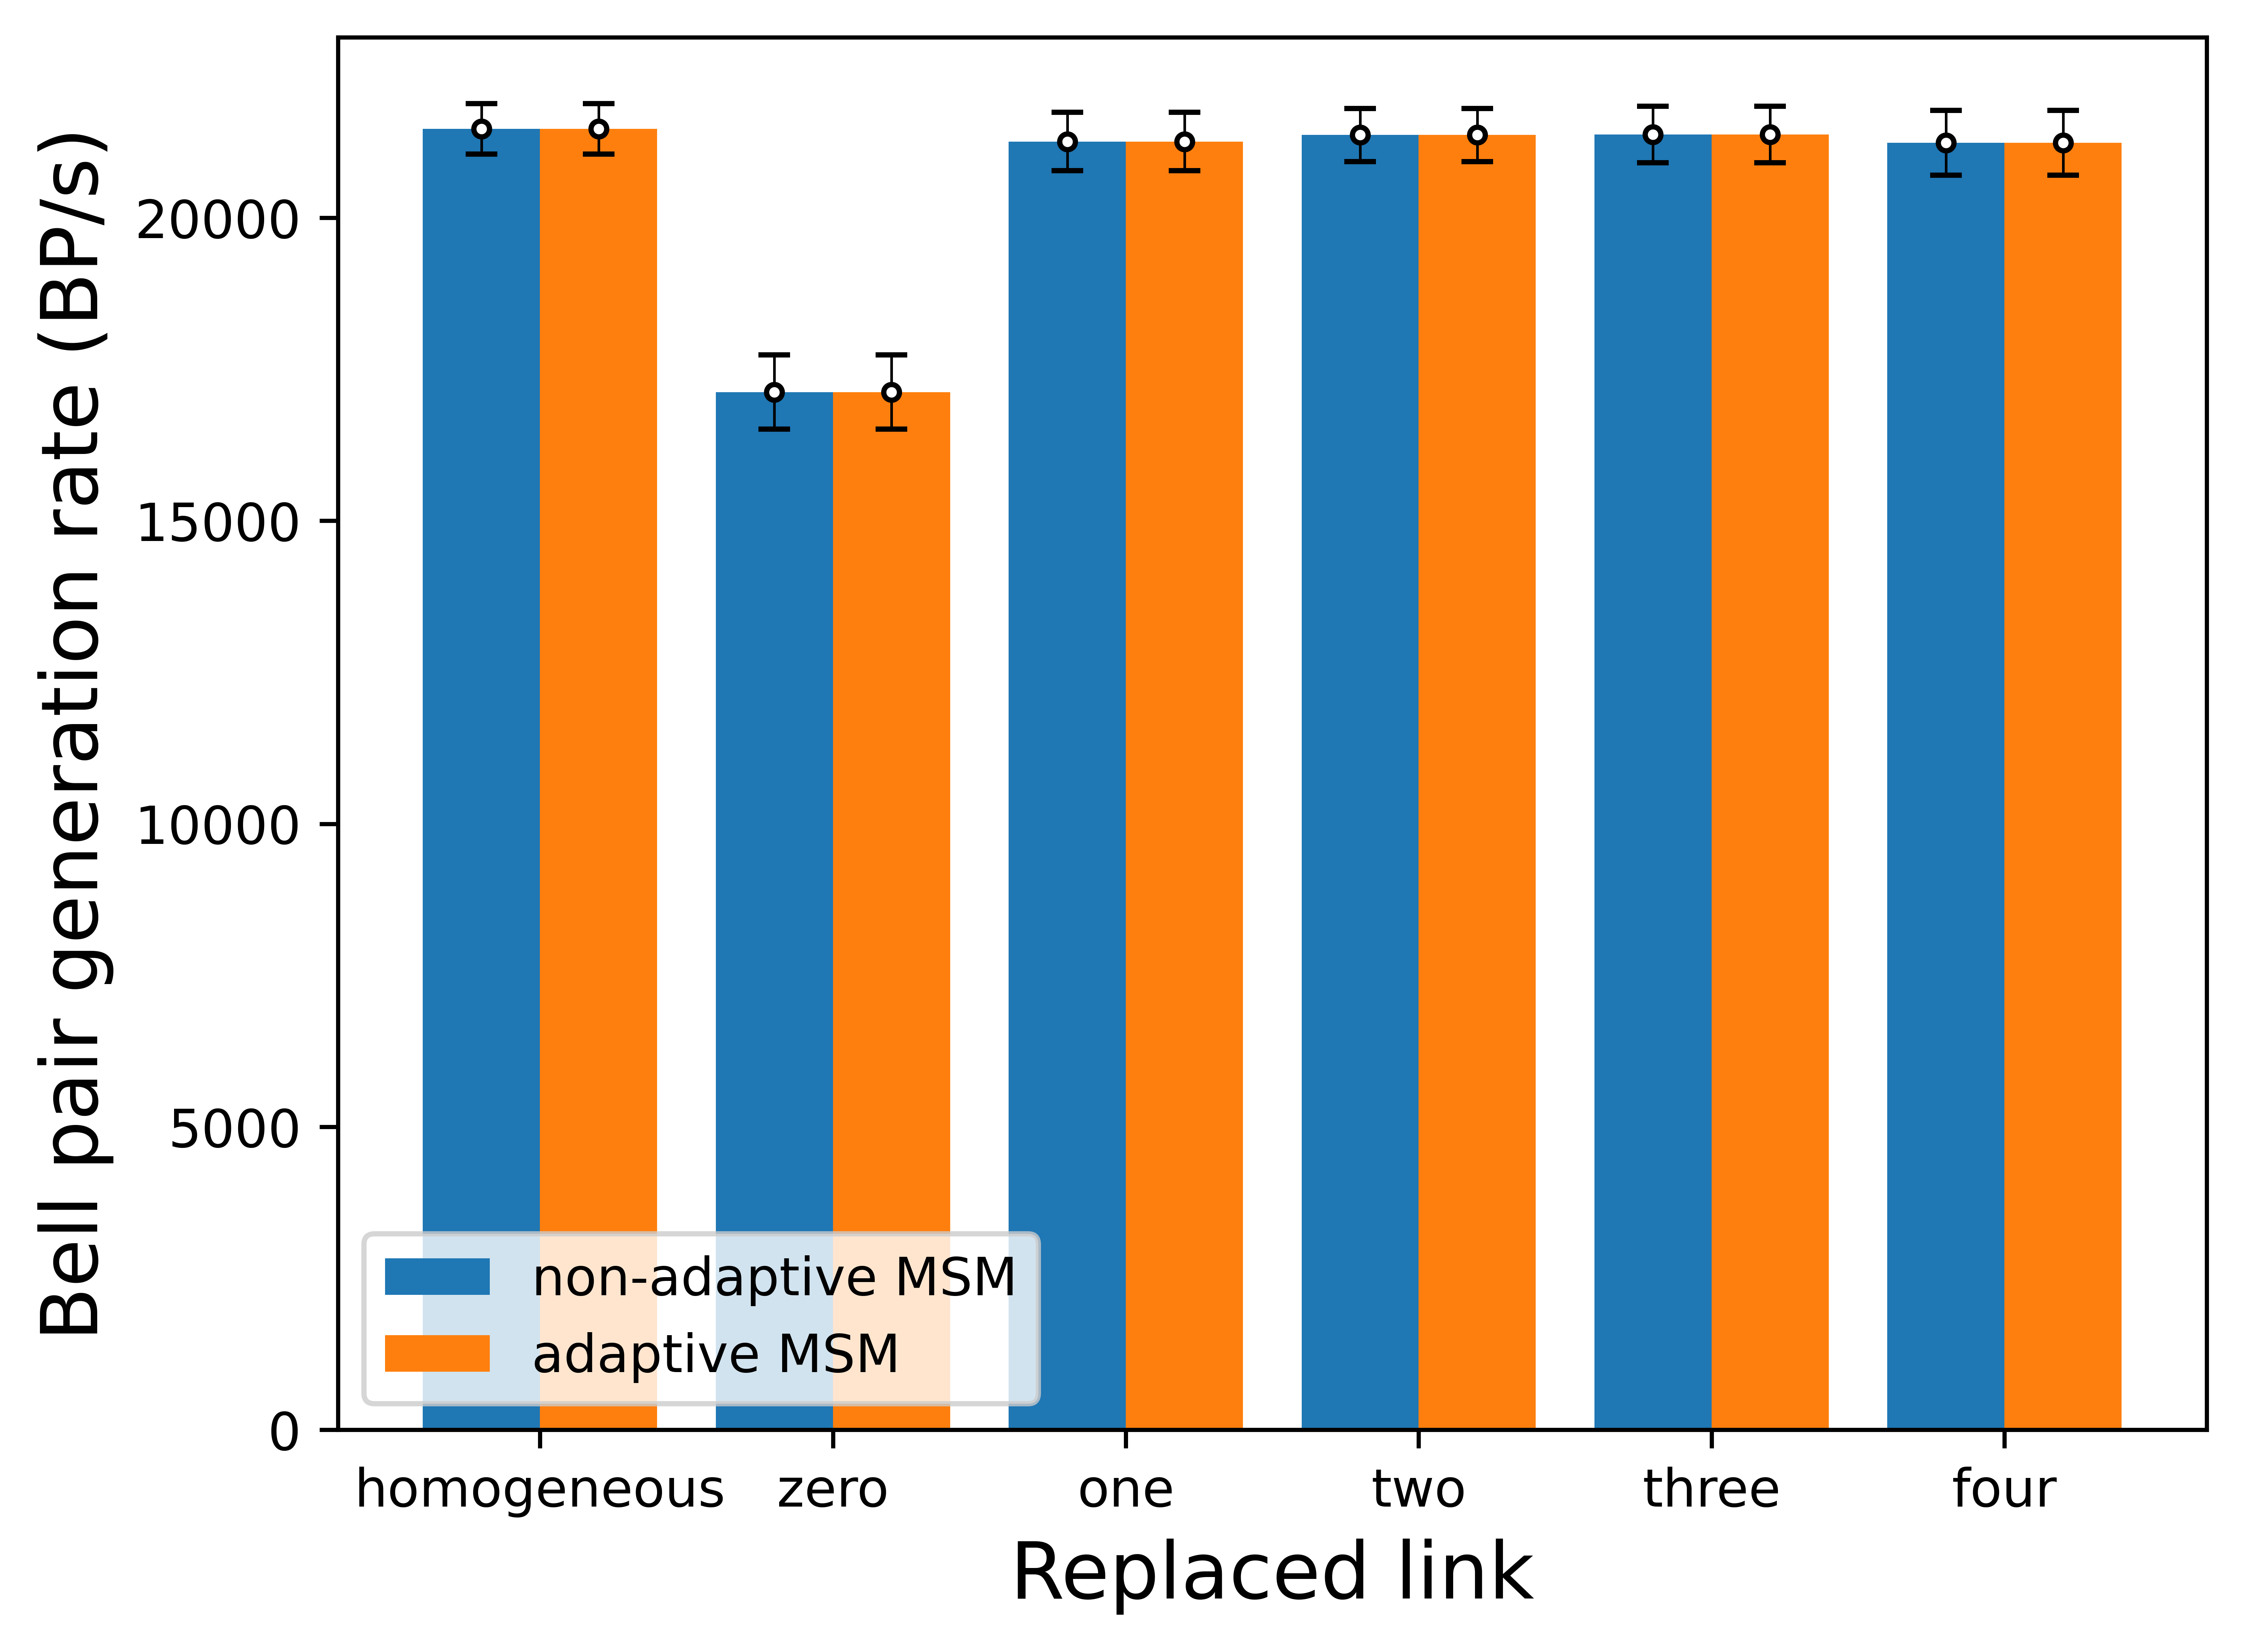 Bell pair generation rate (BP/s)
20000
15000
10000
5000
0
non-adaptive MSM
adaptive MSM
homogeneous zero one two three four
Replaced link